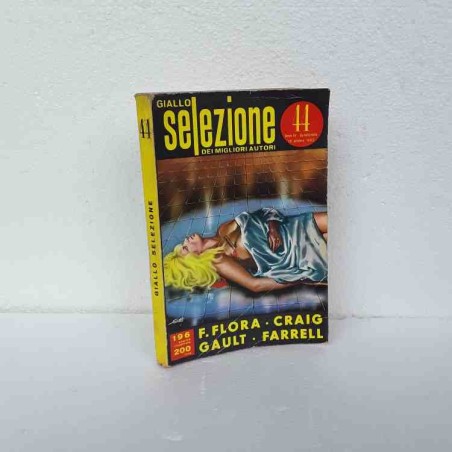 GIALLO
selezione
DEI MIGLIORI AUTORI
11
196
200
F. FLORA · CRAIG
GAULT · FARRELL
11
GIALLO SELEZIONE